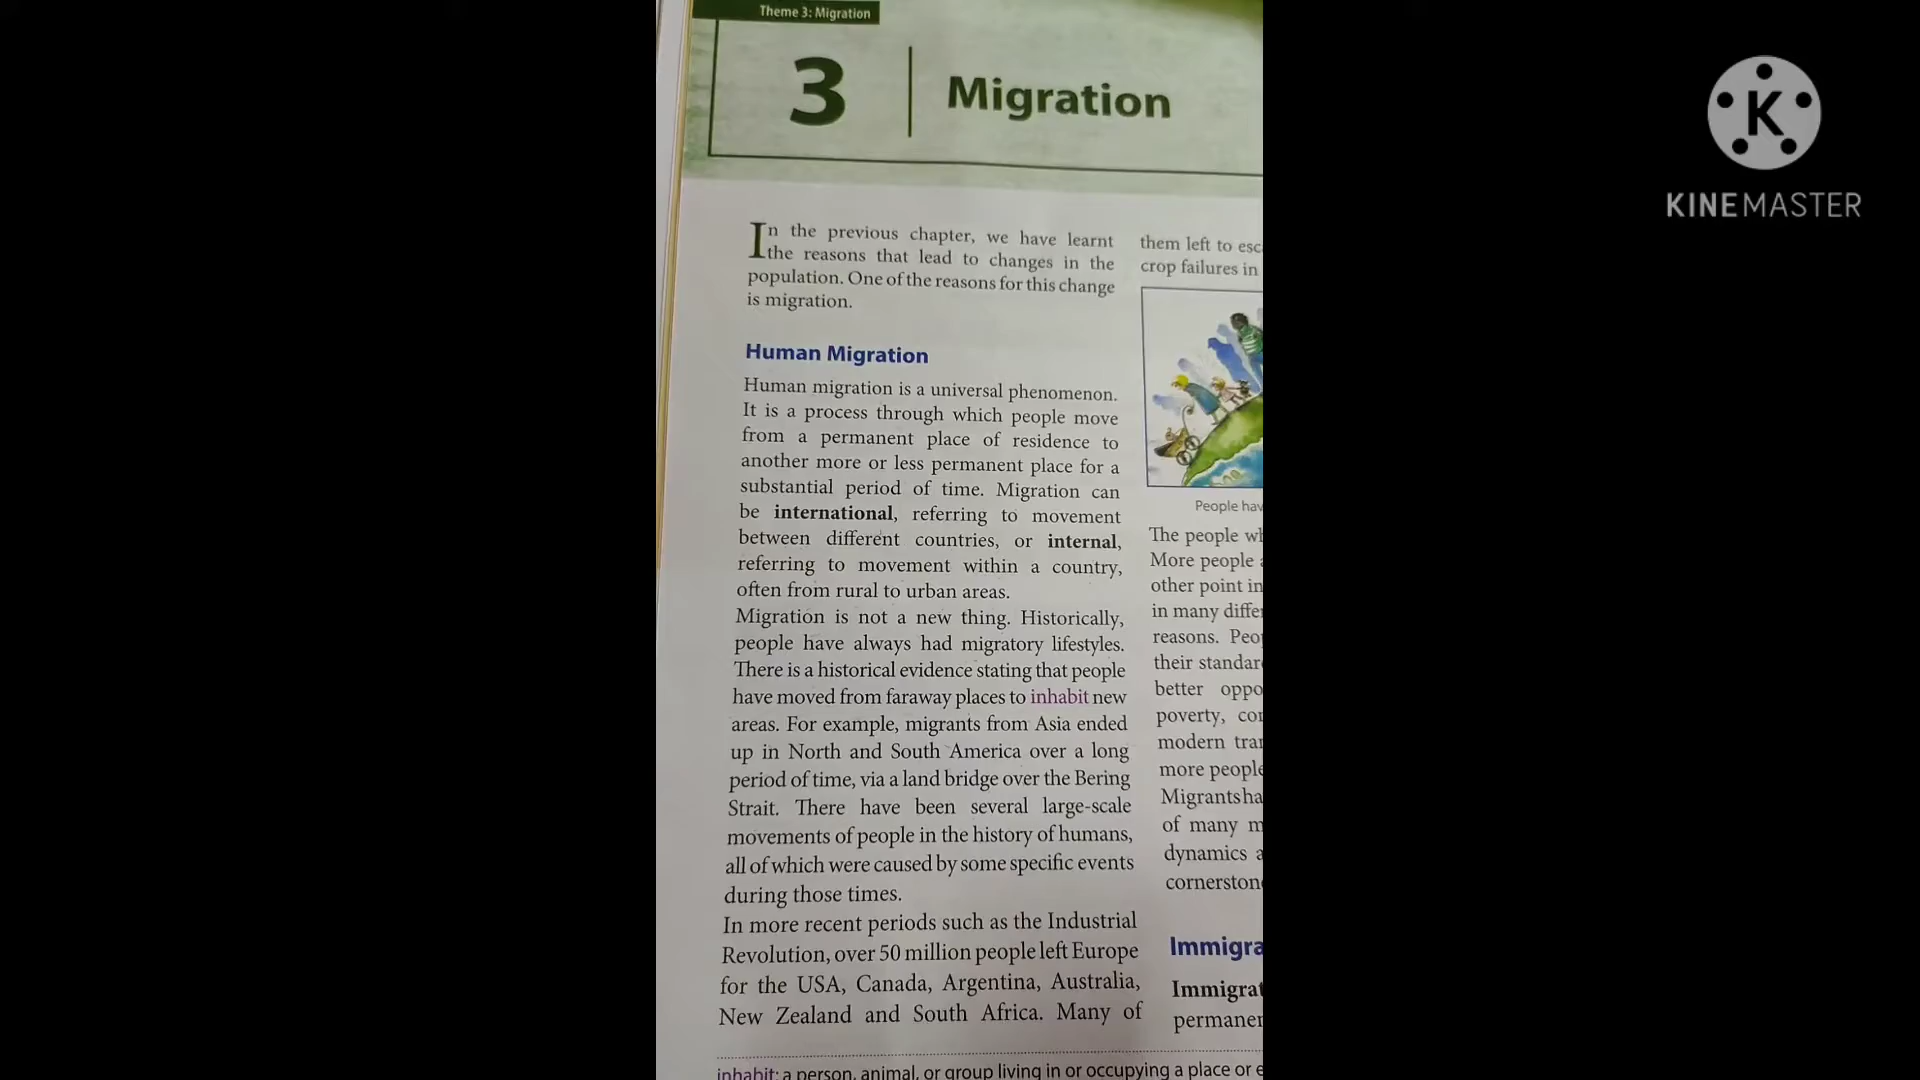 Theme 3: Migration
3
Migration
In the previous chapter, we have learnt
the reasons that lead to changes in the
population. One of the reasons for this change
is migration.
Human Migration
Human migration is a universal phenomenon.
It is a process through which people move
from a permanent place of residence to
another more or less permanent place for a
substantial period of time. Migration can
be international, referring to movement
between different countries, or internal,
referring to movement within a country,
often from rural to urban areas.
Migration is not a new thing. Historically,
people have always had migratory lifestyles.
There is a historical evidence stating that people
have moved from faraway places to inhabit new
areas. For example, migrants from Asia ended
up in North and South America over a long
period of time, via a land bridge over the Bering
Strait. There have been several large-scale
movements of people in the history of humans,
all of which were caused by some specific events
during those times.
In more recent periods such as the Industrial
Revolution, over 50 million people left Europe
for the USA, Canada, Argentina, Australia,
New Zealand and South Africa. Many of
them left to
crop failures in
People
The people
More people
other point in
in many
reasons.
their
better
poverty,
modern
more people
Migrants
of many
dynamics
permanen
inhabit: a person, animal, or group living in or occupying a place or
K
KINEMASTER